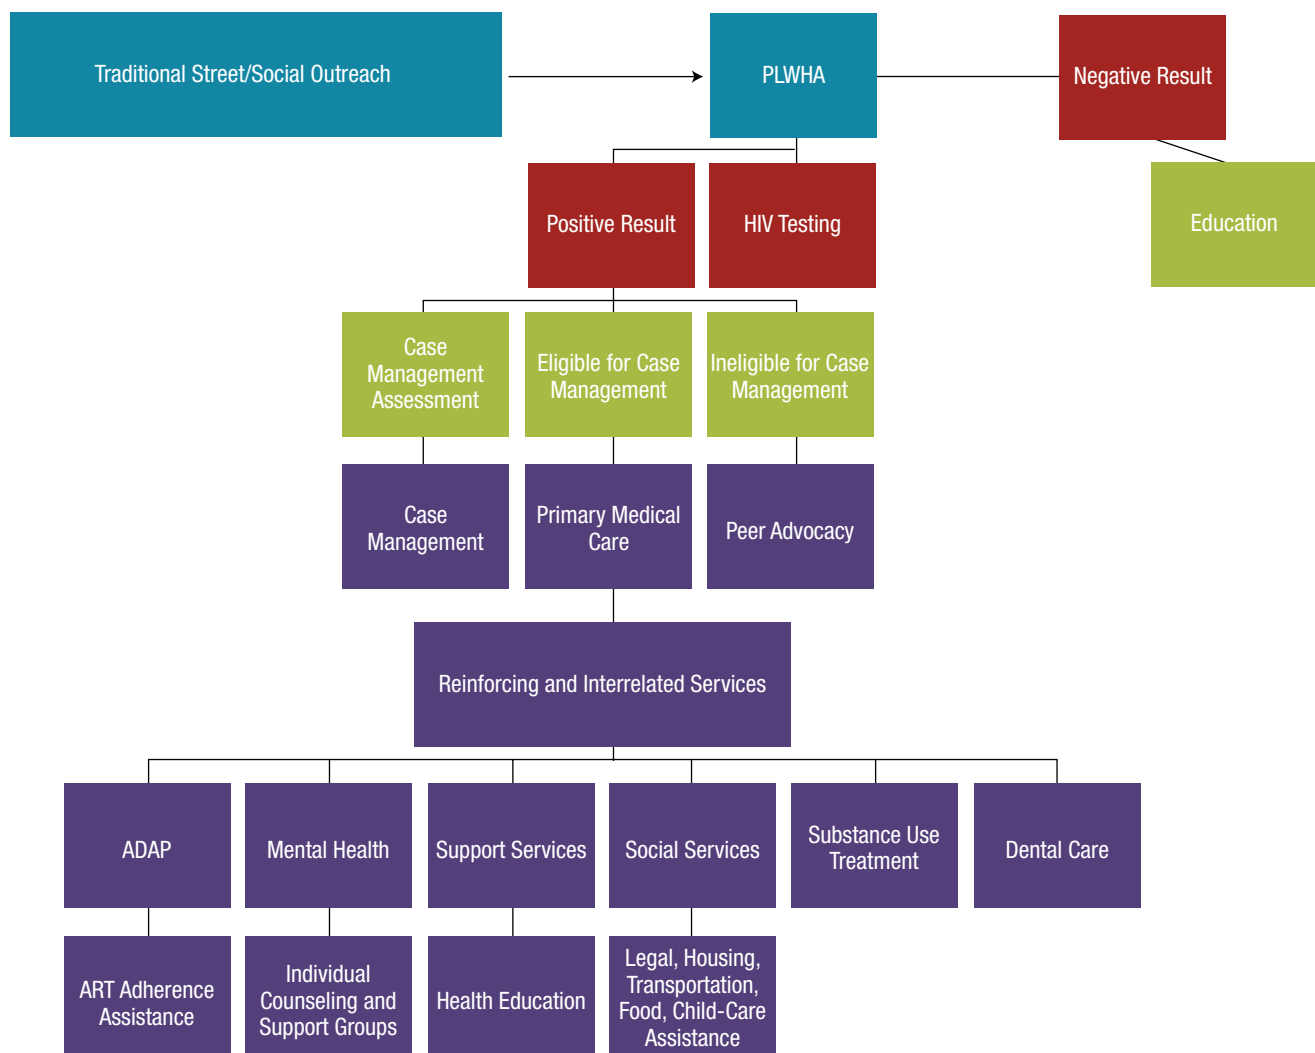 Traditional Street/Social Outreach
PLWHA
Negative Result
Positive Result
HIV Testing
Education
Case
Management
Assessment
Eligible for Case
Management
Ineligible for Case
Management
Case
Management
Primary Medical
Care
Peer Advocacy
Reinforcing and Interrelated Services
ADAP
Mental Health
Support Services
Social Services
Substance Use
Treatment
Dental Care
ART Adherence
Assistance
Individual
Counseling and
Support Groups
Health Education
Legal, Housing,
Transportation,
Food, Child-Care
Assistance